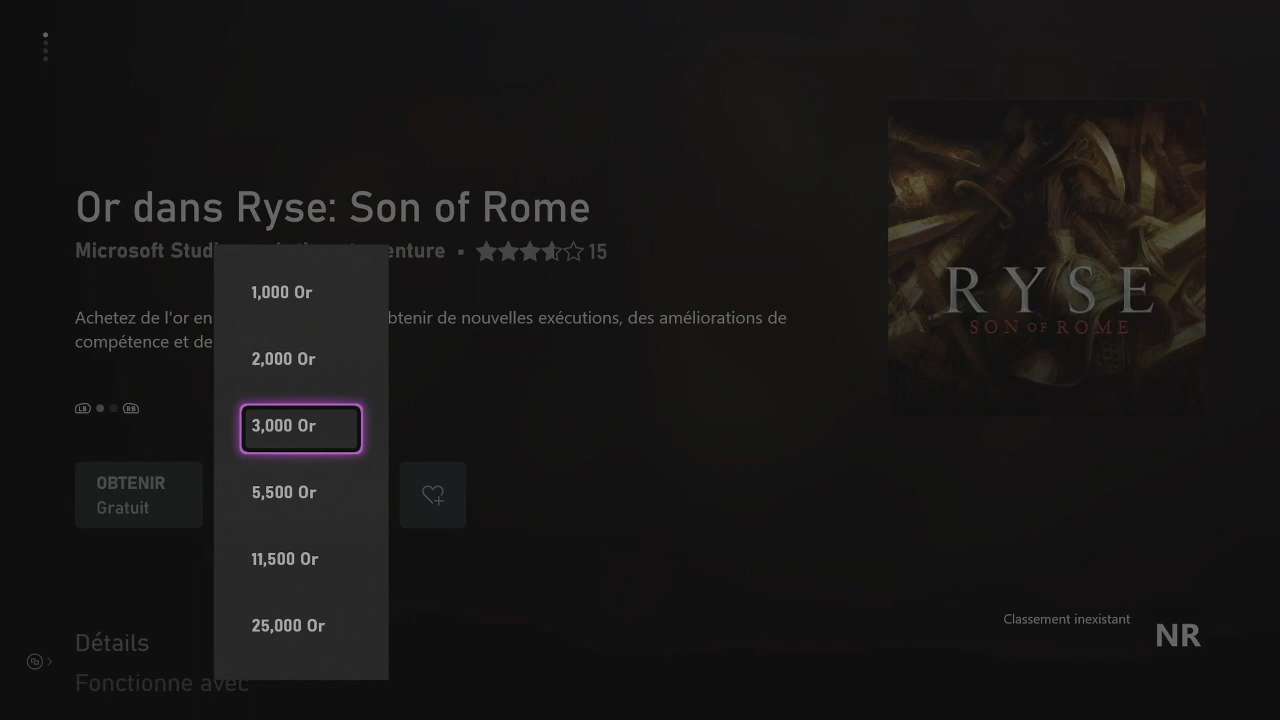 Or dans Ryse: Son of Rome
Microsoft Studi enture ▪ 15
1,000 Or
Achetez de l'or en btenir de nouvelles exécutions, des améliorations de
compétence et de
2,000 Or
RYSE
SON OF ROME
LB RB
3,000 Or
OBTENIR
Gratuit
5,500 Or
11,500 Or
25,000 Or
Classement inexistant
NR
Détails
Fonctionne avec